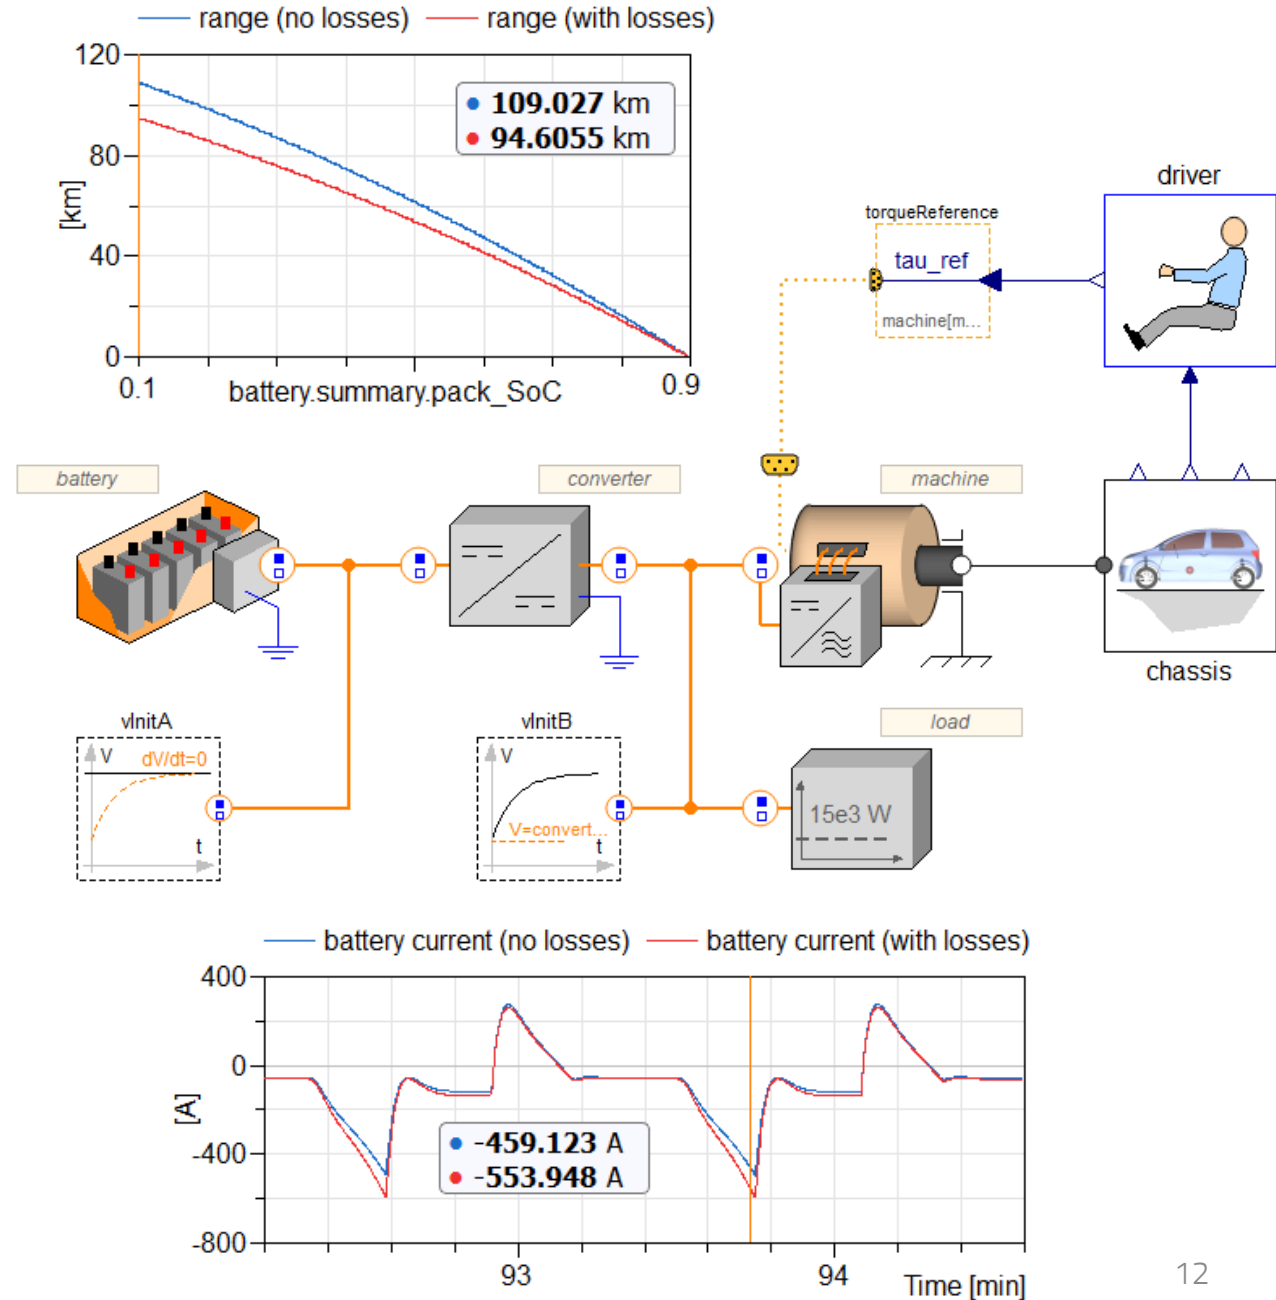 range (no losses) range (with losses)
120
80
40
0
[km]
109.027 km
94.6055 km
0.1 battery.summary.pack_SoC 0.9
driver
torqueReference
tau_ref
machine[m...
battery
converter
machine
chassis
vInitA
V dV/dt=0
t
vInitB
V
V=convert...
t
load
15e3 W
battery current (no losses) battery current (with losses)
400
0
-400
-800
[A]
-459.123 A
-553.948 A
93 94 Time [min]
12